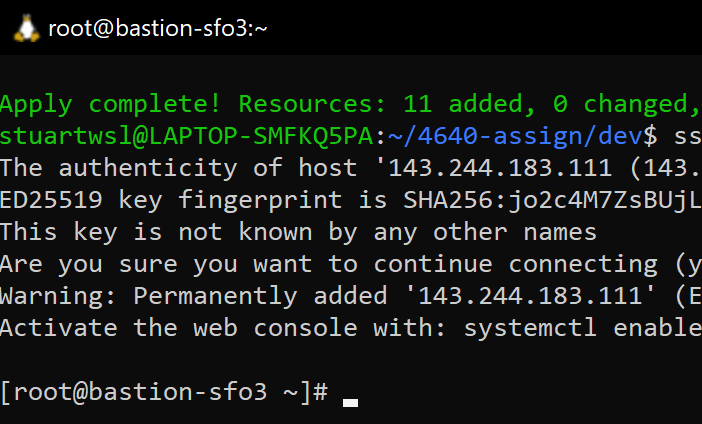 root@bastion-sfo3:~
Apply complete! Resources: 11 added, 0 changed,
stuartwsl@LAPTOP-SMFKQ5PA:~/4640-assign/dev$ ss
The authenticity of host '143.244.183.111 (143.
ED25519 key fingerprint is SHA256:jo2c4M7ZsBUjL
This key is not known by any other names
Are you sure you want to continue connecting (y
Warning: Permanently added '143.244.183.111' (E
Activate the web console with: systemctl enable
[root@bastion-sfo3 ~]#